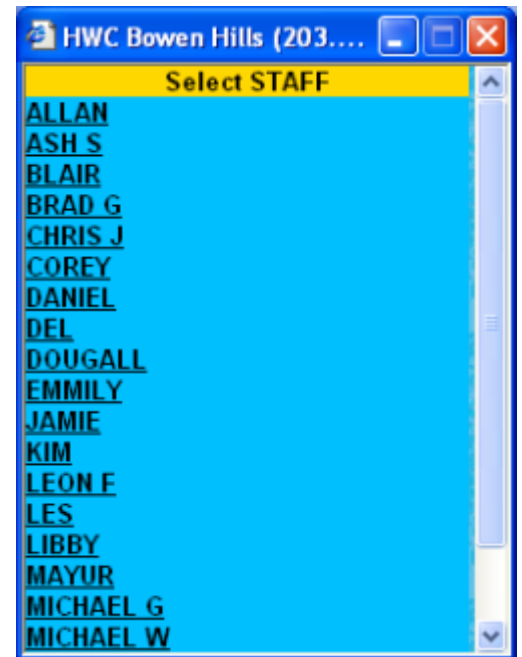 HWC Bowen Hills (203....
Select STAFF
ALLAN
ASH S
BLAIR
BRAD G
CHRIS J
COREY
DANIEL
DEL
DOUGALL
EMMILY
JAMIE
KIM
LEON F
LES
LIBBY
MAYUR
MICHAEL G
MICHAEL W